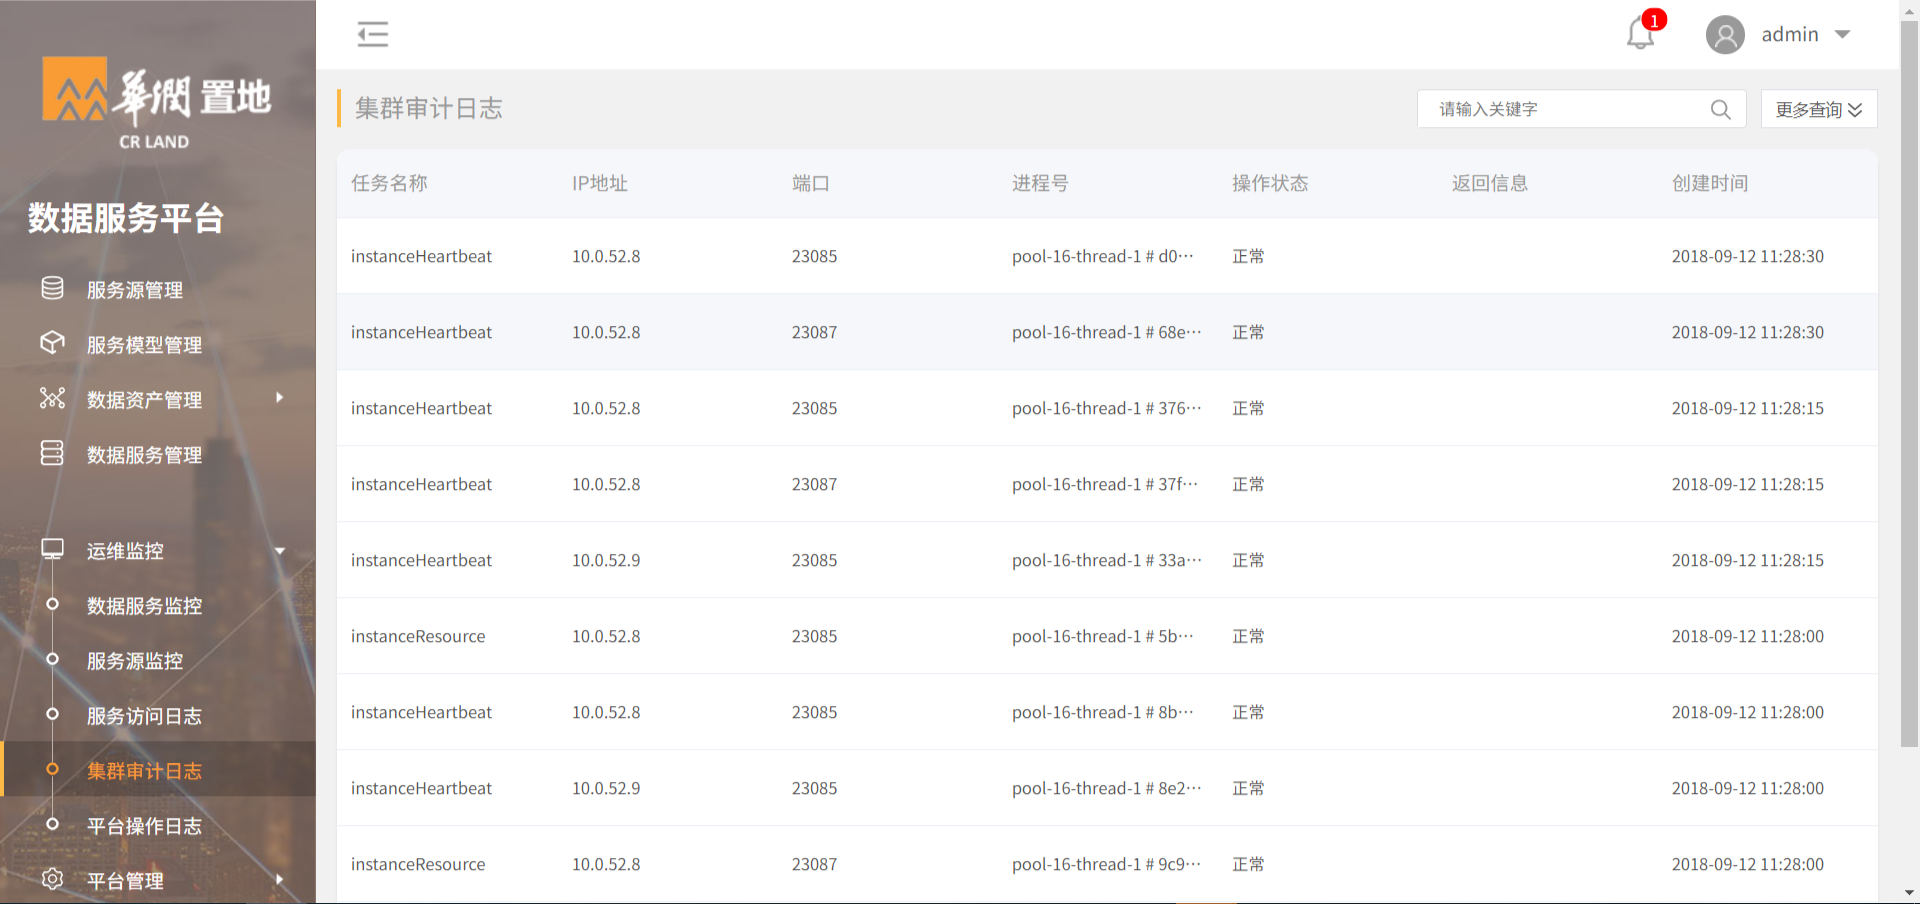 華潤 置地
CR LAND
数据服务平台
服务源管理
服务模型管理
数据资产管理
数据服务管理
运维监控
数据服务监控
服务源监控
服务访问日志
集群审计日志
平台操作日志
平台管理
1
admin
集群审计日志
请输入关键字
更多查询
任务名称 IP地址 端口 进程号 操作状态 返回信息 创建时间
instanceHeartbeat 10.0.52.8 23085 pool-16-thread-1 # d0… 正常 2018-09-12 11:28:30
instanceHeartbeat 10.0.52.8 23087 pool-16-thread-1 # 68e… 正常 2018-09-12 11:28:30
instanceHeartbeat 10.0.52.8 23085 pool-16-thread-1 # 376… 正常 2018-09-12 11:28:15
instanceHeartbeat 10.0.52.8 23087 pool-16-thread-1 # 37f… 正常 2018-09-12 11:28:15
instanceHeartbeat 10.0.52.9 23085 pool-16-thread-1 # 33a… 正常 2018-09-12 11:28:15
instanceResource 10.0.52.8 23085 pool-16-thread-1 # 5b… 正常 2018-09-12 11:28:00
instanceHeartbeat 10.0.52.8 23085 pool-16-thread-1 # 8b… 正常 2018-09-12 11:28:00
instanceHeartbeat 10.0.52.9 23085 pool-16-thread-1 # 8e2… 正常 2018-09-12 11:28:00
instanceResource 10.0.52.8 23087 pool-16-thread-1 # 9c9… 正常 2018-09-12 11:28:00